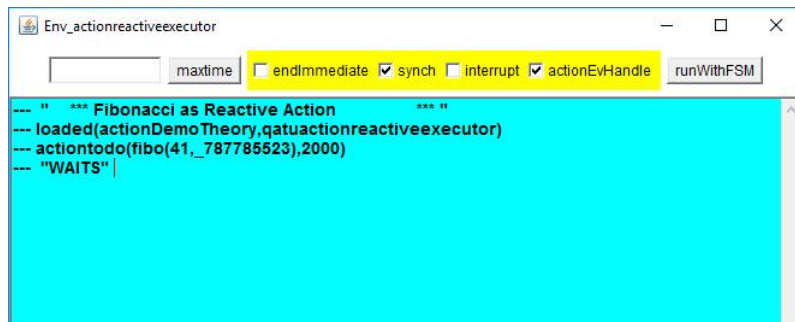 Env_actionreactiveexecutor
maxtime endImmediate synch interrupt actionEvHandle runWithFSM
--- " *** Fibonacci as Reactive Action *** "
--- loaded(actionDemoTheory,qatuactionreactiveexecutor)
--- actiontodo(fibo(41,_787785523),2000)
--- "WAITS"